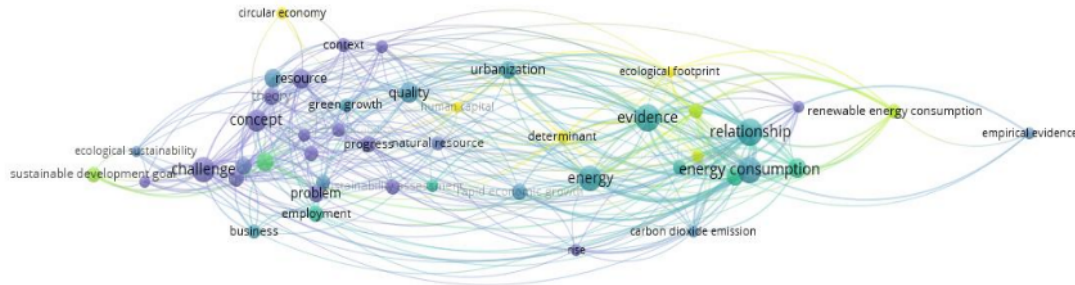 circular economy
context
urbanization
ecological footprint
resource
theory
quality
green growth
human capital
renewable energy consumption
concept
evidence
relationship
empirical evidence
determinant
progress
natural resource
ecological sustainability
challenge
energy consumption
sustainable development goal
energy
problem
rapid economic growth
employment
business
carbon dioxide emission
rise